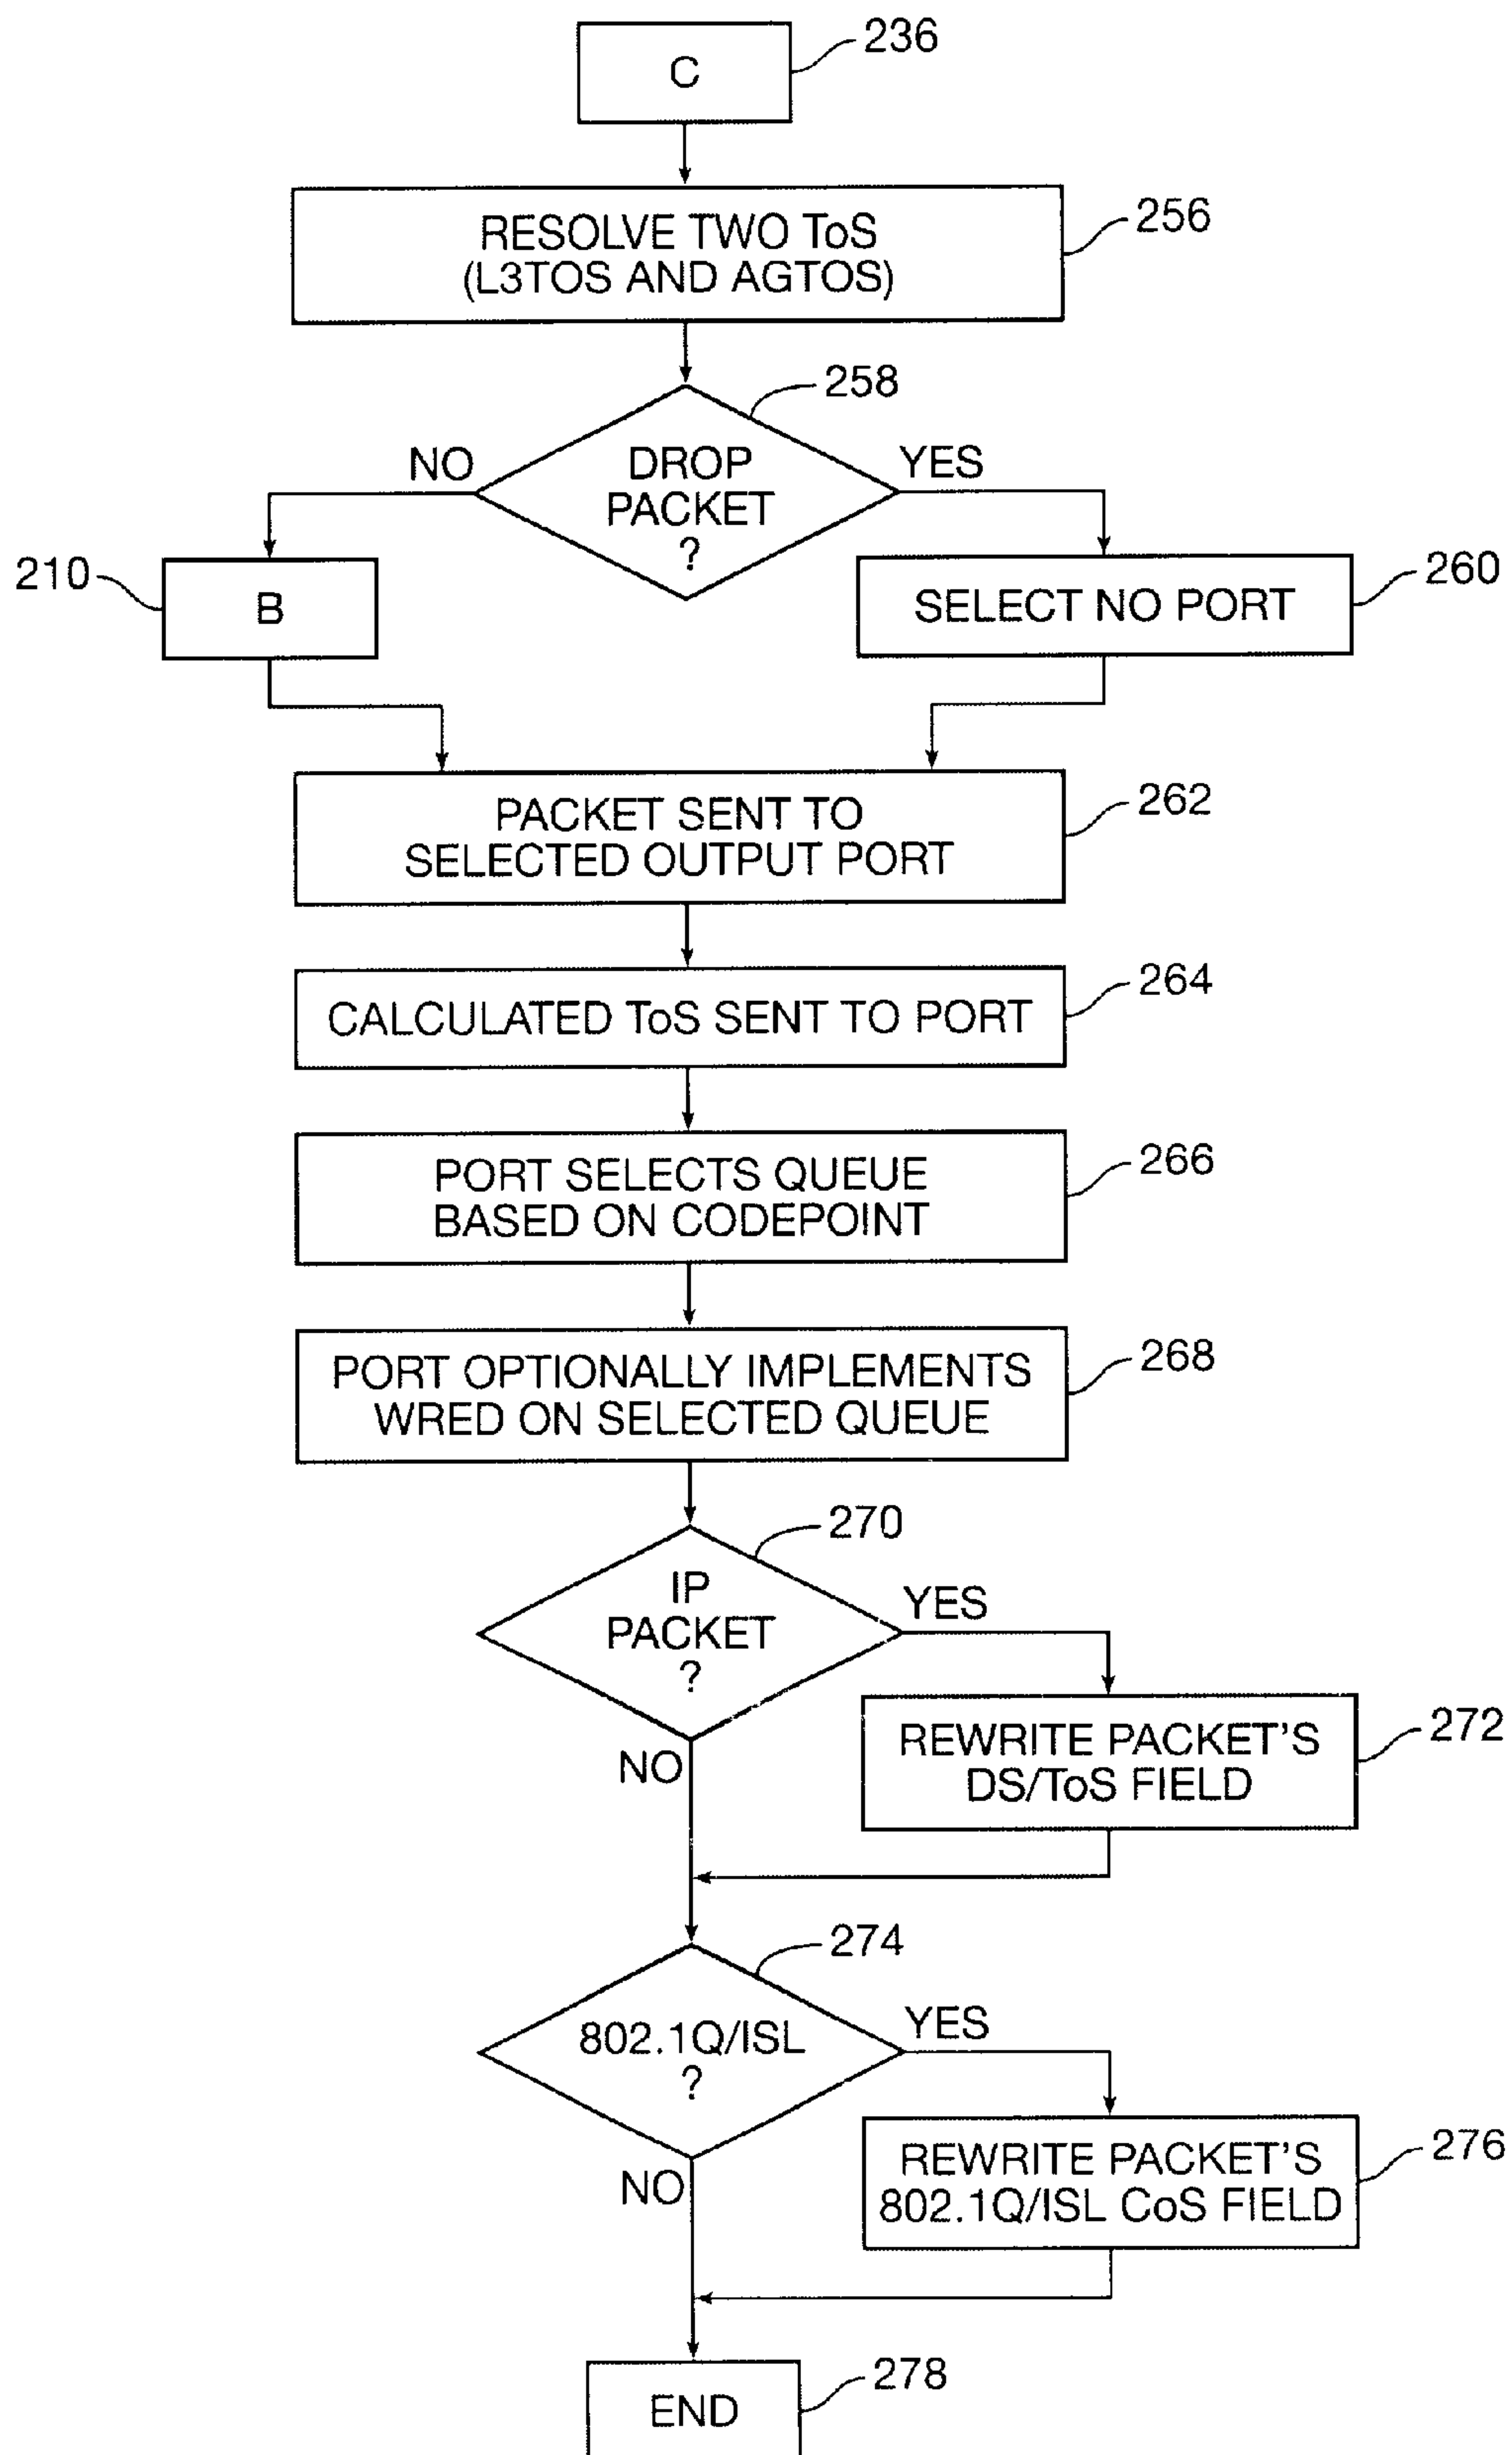 C
236
RESOLVE TWO ToS
(L3TOS AND AGTOS)
256
258
DROP
PACKET
?
NO
YES
210
B
SELECT NO PORT
260
PACKET SENT TO
SELECTED OUTPUT PORT
262
CALCULATED ToS SENT TO PORT
264
PORT SELECTS QUEUE
BASED ON CODEPOINT
266
PORT OPTIONALLY IMPLEMENTS
WRED ON SELECTED QUEUE
268
270
IP
PACKET
?
YES
NO
REWRITE PACKET'S
DS/ToS FIELD
272
274
802.1Q/ISL
?
YES
NO
REWRITE PACKET'S
802.1Q/ISL CoS FIELD
276
END
278